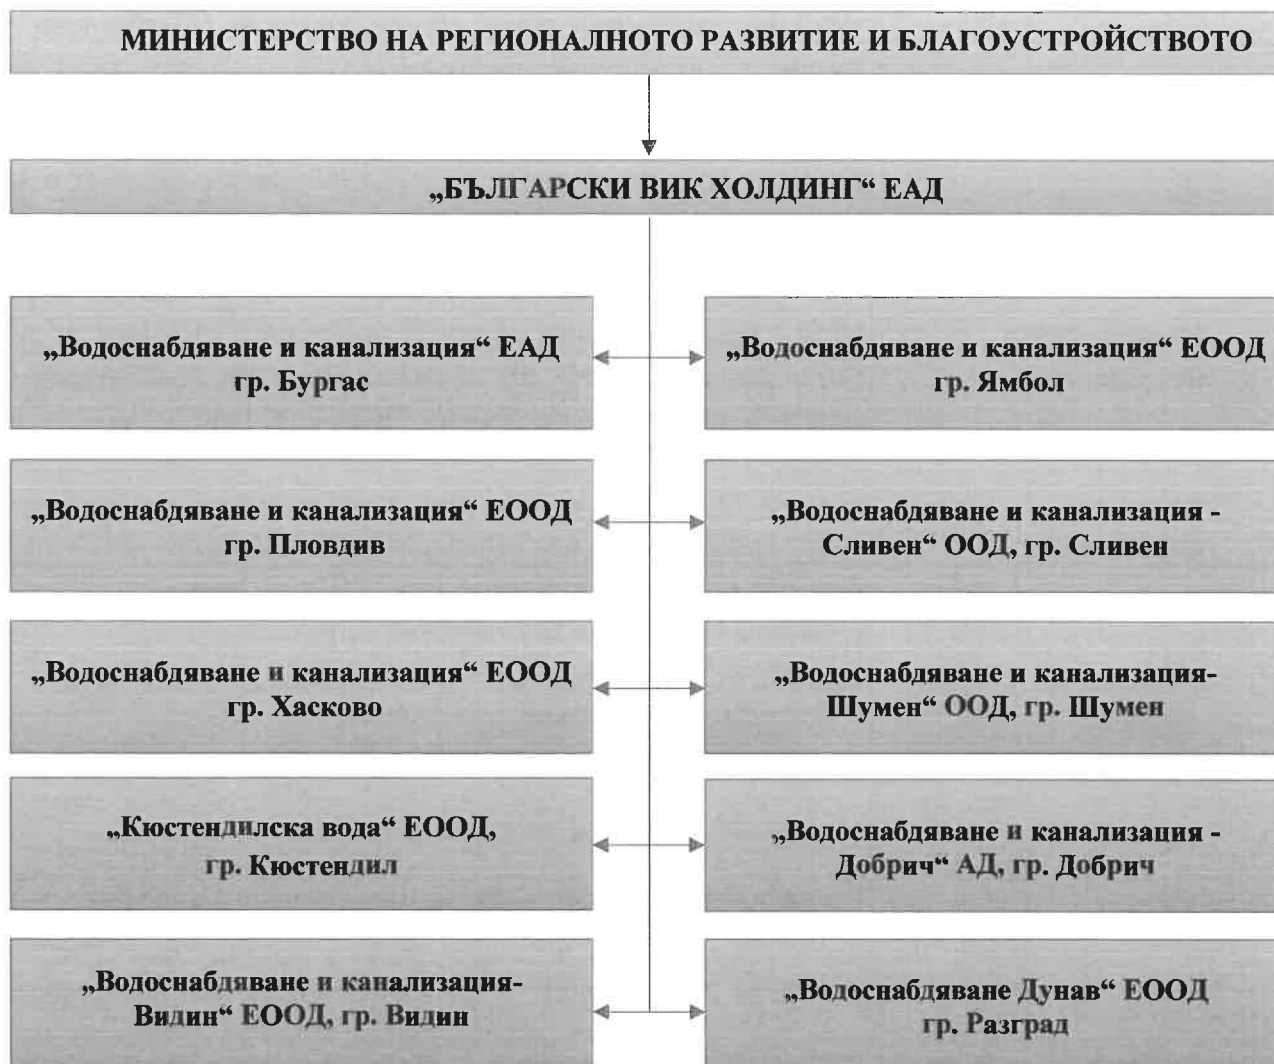 МИНИСТЕРСТВО НА РЕГИОНАЛНОТО РАЗВИТИЕ И БЛАГОУСТРОЙСТВОТО
„БЪЛГАРСКИ ВИК ХОЛДИНГ“ ЕАД
„Водоснабдяване и канализация“ ЕАД
гр. Бургас
„Водоснабдяване и канализация“ ЕООД
гр. Ямбол
„Водоснабдяване и канализация“ ЕООД
гр. Пловдив
„Водоснабдяване и канализация -
Сливен“ ООД, гр. Сливен
„Водоснабдяване и канализация“ ЕООД
гр. Хасково
„Водоснабдяване и канализация-
Шумен“ ООД, гр. Шумен
„Кюстендилска вода“ ЕООД,
гр. Кюстендил
„Водоснабдяване и канализация -
Добрич“ АД, гр. Добрич
„Водоснабдяване и канализация-
Видин“ ЕООД, гр. Видин
„Водоснабдяване Дунав“ ЕООД
гр. Разград